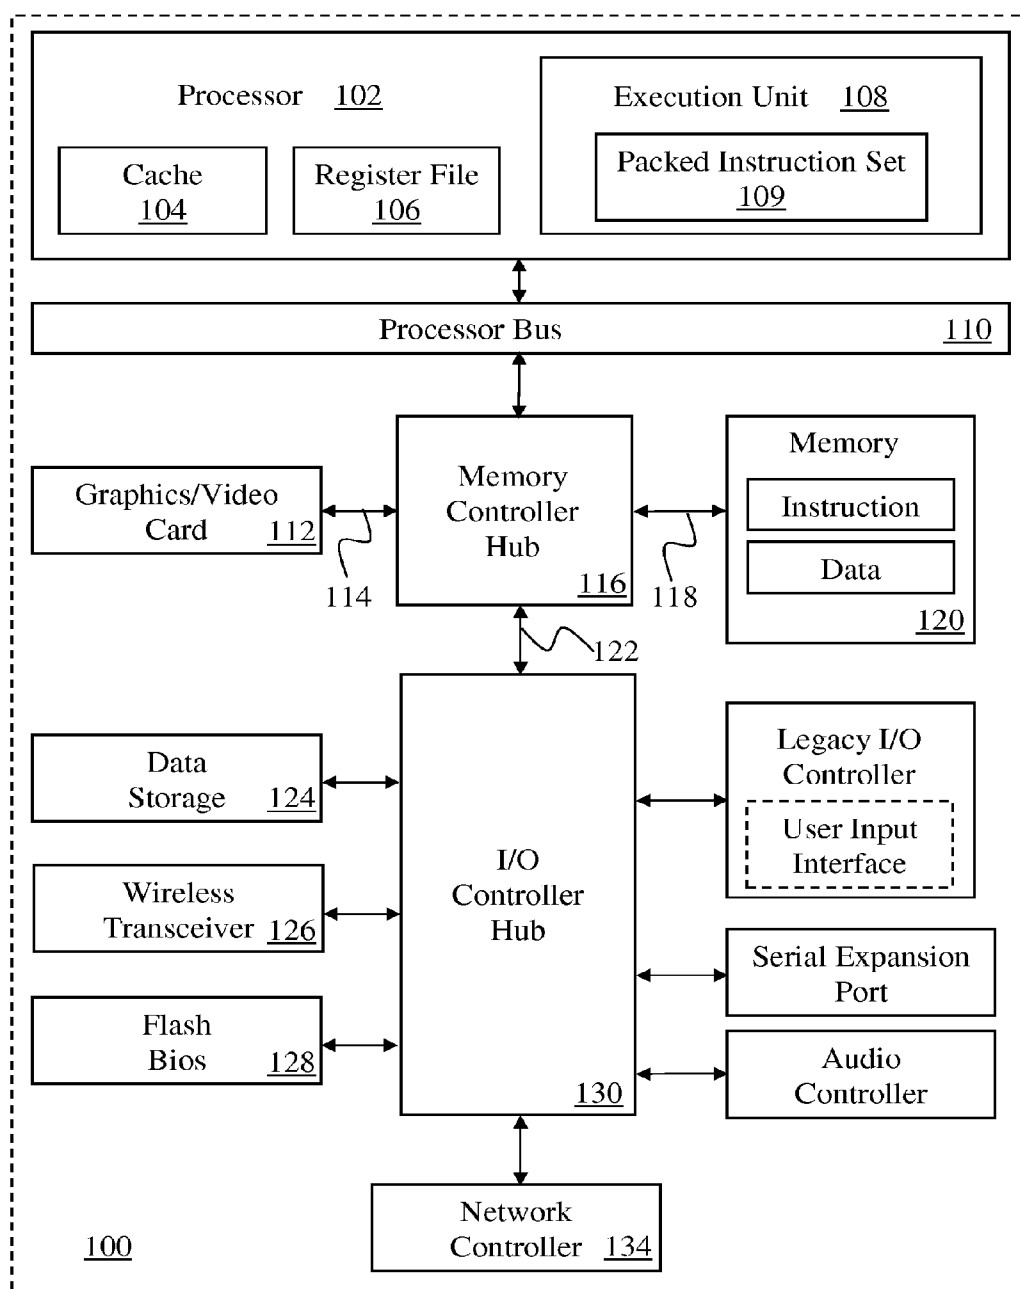 Processor 102
Execution Unit 108
Cache
104
Register File
106
Packed Instruction Set
109
Processor Bus 110
Graphics/Video
Card 112
114
Memory
Controller
Hub
116
118
Memory
Instruction
Data
120
122
Data
Storage 124
Wireless
Transceiver 126
Flash
Bios 128
I/O
Controller
Hub
130
Legacy I/O
Controller
User Input
Interface
Serial Expansion
Port
Audio
Controller
Network
Controller 134
100